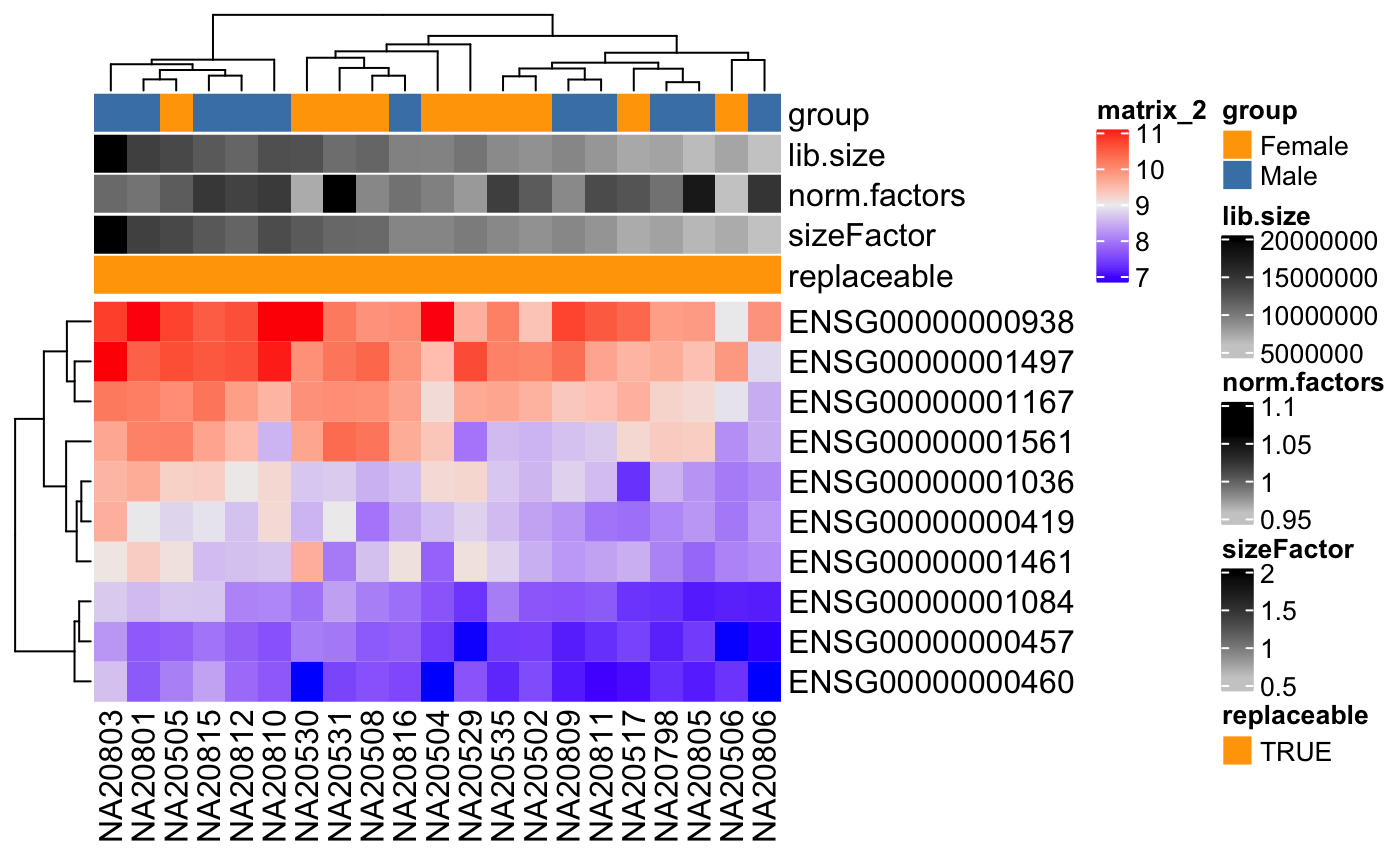 group
lib.size
norm.factors
sizeFactor
replaceable
ENSG00000000938
ENSG00000001497
ENSG00000001167
ENSG00000001561
ENSG00000001036
ENSG00000000419
ENSG00000001461
ENSG00000001084
ENSG00000000457
ENSG00000000460
NA20803
NA20801
NA20505
NA20815
NA20812
NA20810
NA20530
NA20531
NA20508
NA20816
NA20504
NA20529
NA20535
NA20502
NA20809
NA20811
NA20517
NA20798
NA20805
NA20506
NA20806
matrix_2
11
10
9
8
7
group
Female
Male
lib.size
20000000
15000000
10000000
5000000
norm.factors
1.1
1.05
1
0.95
sizeFactor
2
1.5
1
0.5
replaceable
TRUE